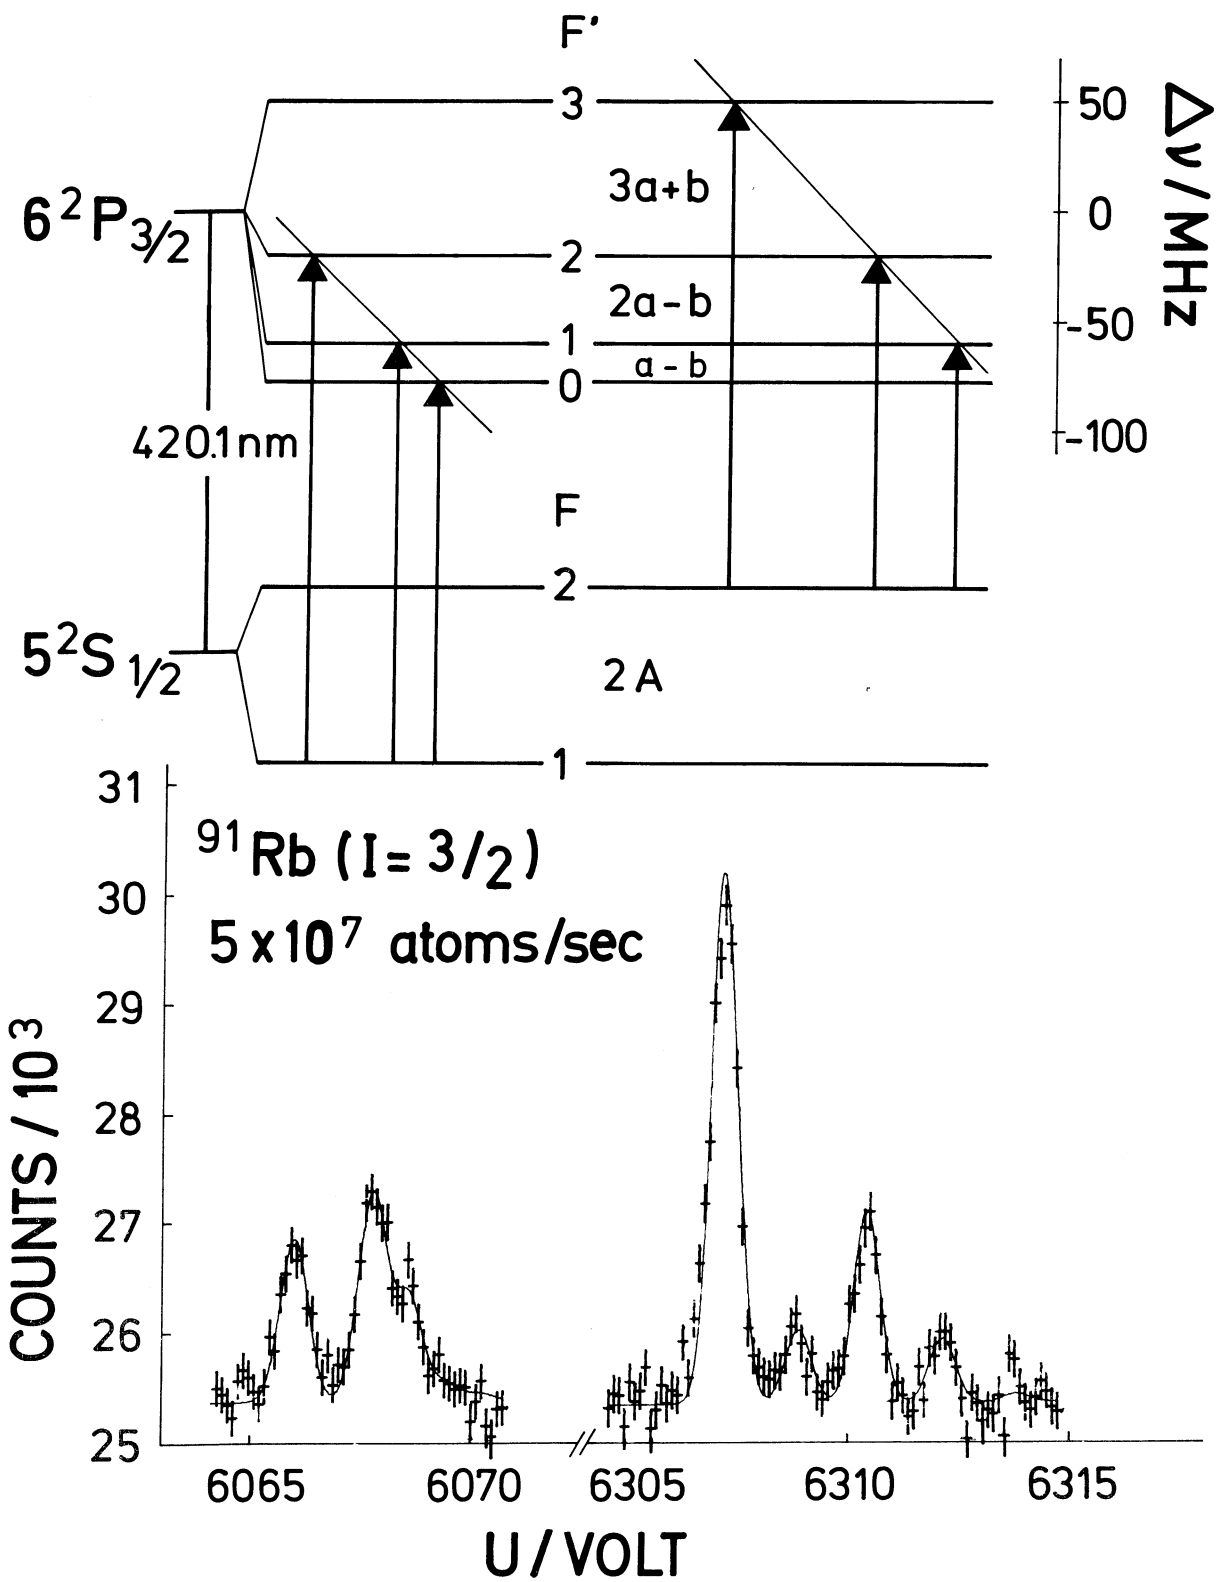 F'
3
50
Δν/MHz
3a+b
6²P3/2
0
2
2a-b
1
-50
a-b
0
420.1nm
-100
F
2
5²S1/2
2A
1
31
⁹¹Rb (I= 3/2)
30
5x10⁷ atoms/sec
29
COUNTS/10³
28
27
26
25
6065 6070 6305 6310 6315
U/VOLT